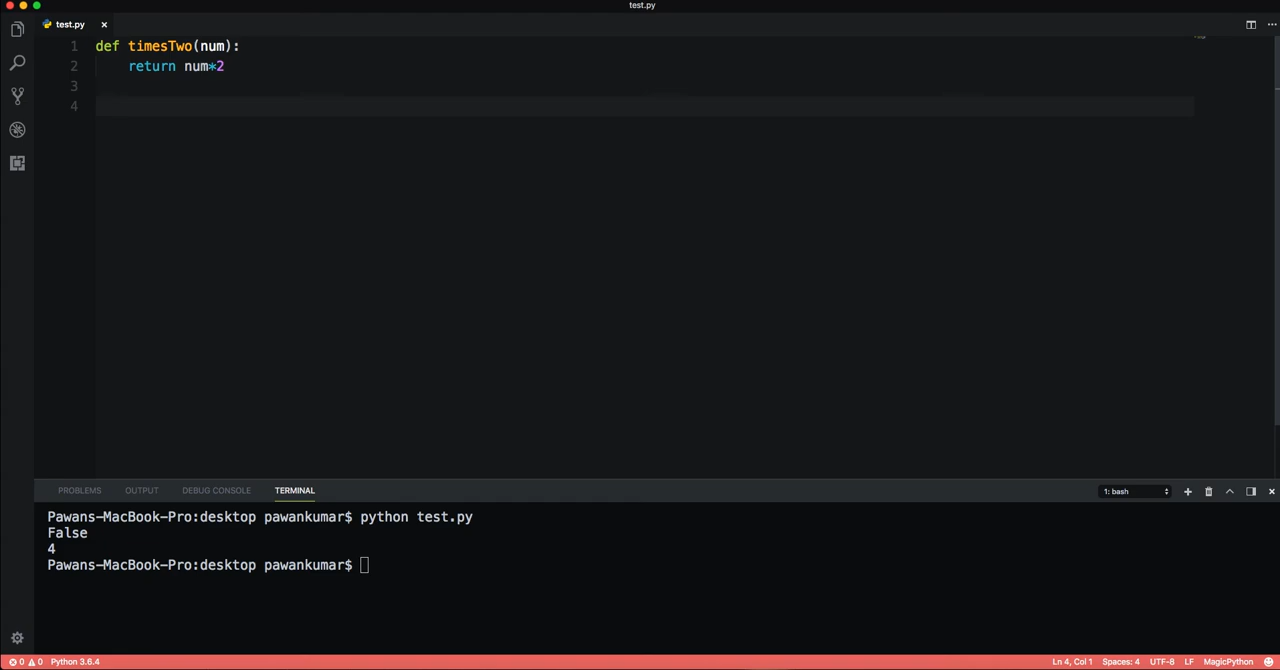 test.py
test.py
1 def timesTwo(num):
2     return num*2
3
4
PROBLEMS OUTPUT DEBUG CONSOLE TERMINAL 1: bash
Pawans-MacBook-Pro:desktop pawankumar$ python test.py
False
4
Pawans-MacBook-Pro:desktop pawankumar$
0 0 Python 3.6.4 Ln 4, Col 1 Spaces: 4 UTF-8 LF MagicPython